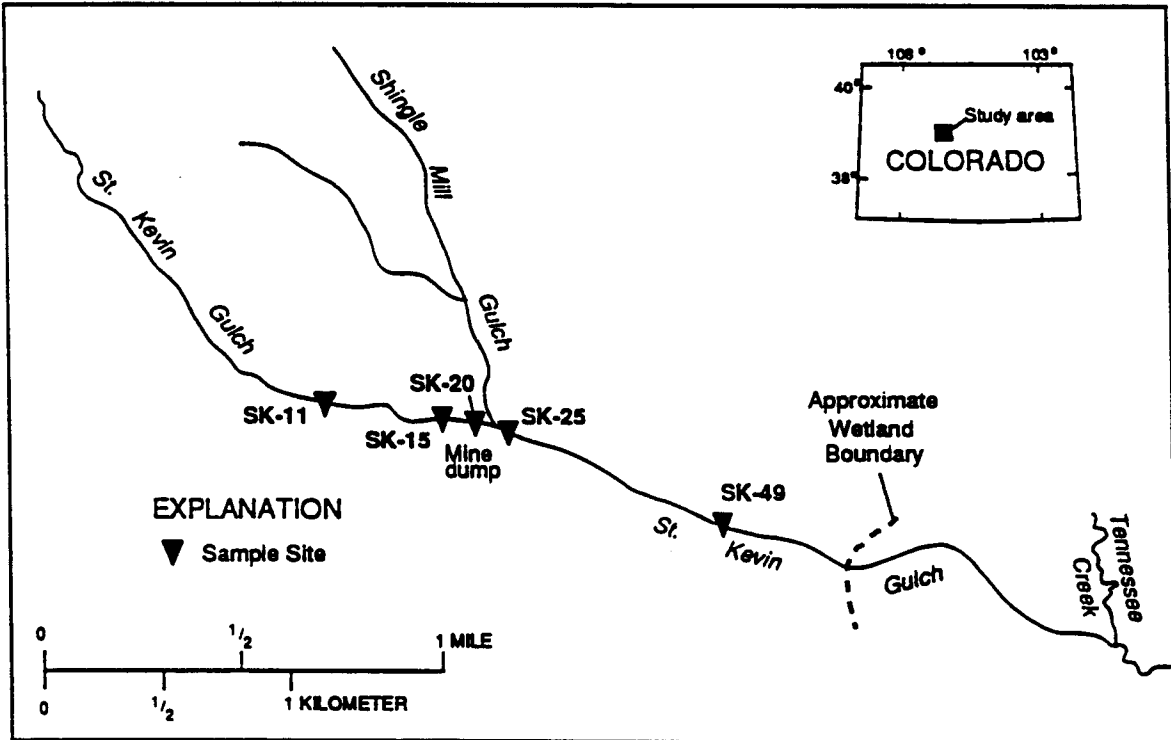 108°
103°
40°
Study area
COLORADO
38°
Shingle
Mill
Gulch
St.
Kevin
Gulch
SK-20
SK-11
SK-15
SK-25
Mine
dump
Approximate
Wetland
Boundary
SK-49
St.
Kevin
Gulch
Tennessee
Creek
EXPLANATION
Sample Site
0
1/2
1 MILE
0
1/2
1 KILOMETER